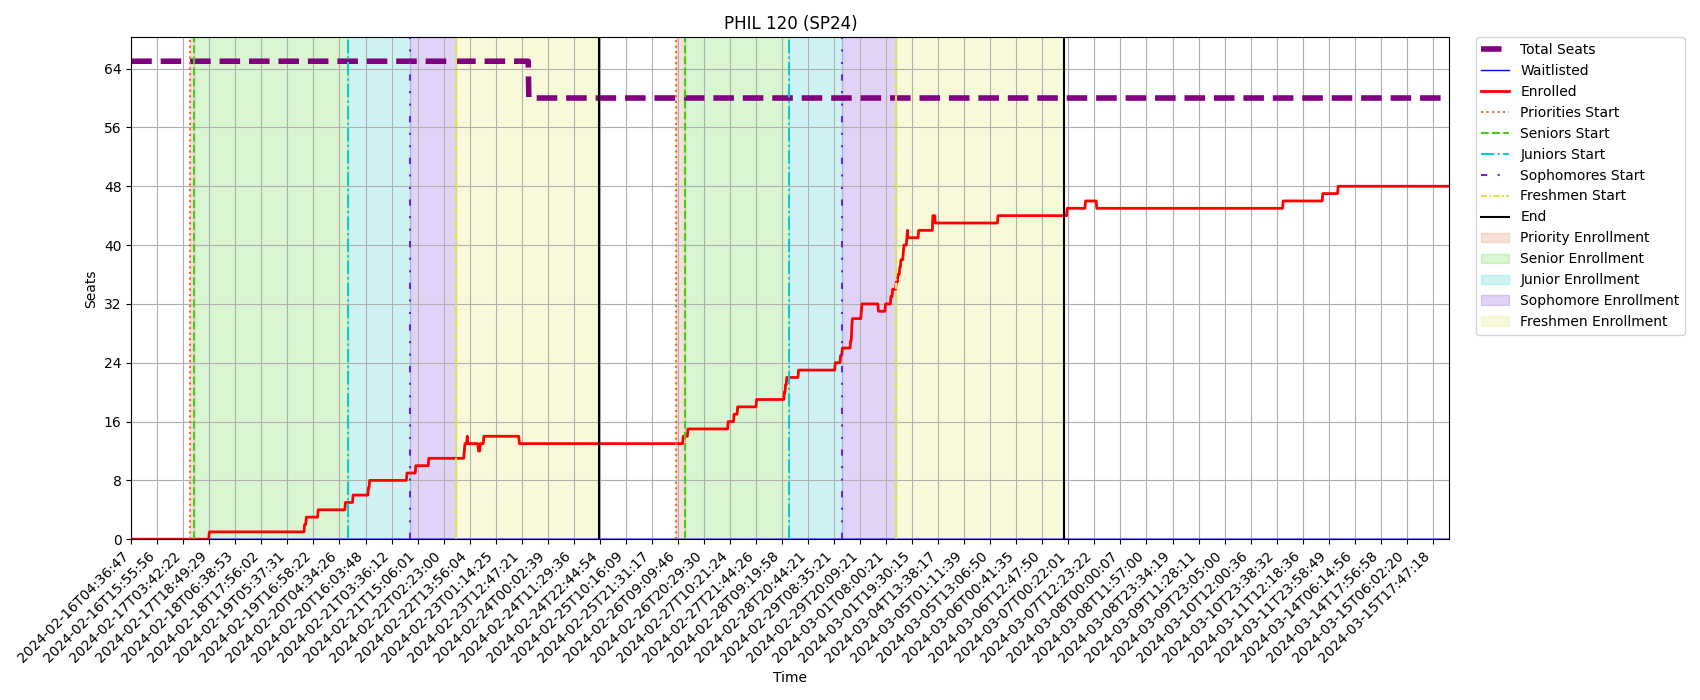 PHIL 120 (SP24)
Seats
64
56
48
40
32
24
16
8
0
2024-02-16T04:36:47
2024-02-16T15:55:56
2024-02-17T03:42:22
2024-02-17T18:49:29
2024-02-18T06:38:53
2024-02-18T17:56:02
2024-02-19T05:37:31
2024-02-19T16:58:22
2024-02-20T04:34:26
2024-02-20T16:03:48
2024-02-21T03:36:12
2024-02-21T15:06:01
2024-02-22T02:23:00
2024-02-22T13:56:04
2024-02-23T01:14:25
2024-02-23T12:47:21
2024-02-24T00:02:39
2024-02-24T11:29:36
2024-02-24T22:44:54
2024-02-25T10:16:09
2024-02-25T21:31:17
2024-02-26T09:09:46
2024-02-26T20:29:30
2024-02-27T10:21:24
2024-02-27T21:44:26
2024-02-28T09:19:58
2024-02-28T20:44:21
2024-02-29T08:35:21
2024-02-29T20:09:21
2024-03-01T08:00:21
2024-03-01T19:30:15
2024-03-04T13:38:17
2024-03-05T01:11:39
2024-03-05T13:06:50
2024-03-06T00:41:35
2024-03-06T12:47:50
2024-03-07T00:22:01
2024-03-07T12:23:22
2024-03-08T00:00:07
2024-03-08T11:57:00
2024-03-08T23:34:19
2024-03-09T11:28:11
2024-03-09T23:05:00
2024-03-10T12:00:36
2024-03-10T23:38:32
2024-03-11T12:18:36
2024-03-11T23:58:49
2024-03-14T06:14:56
2024-03-14T17:56:58
2024-03-15T06:02:20
2024-03-15T17:47:18
Time
Total Seats
Waitlisted
Enrolled
Priorities Start
Seniors Start
Juniors Start
Sophomores Start
Freshmen Start
End
Priority Enrollment
Senior Enrollment
Junior Enrollment
Sophomore Enrollment
Freshmen Enrollment